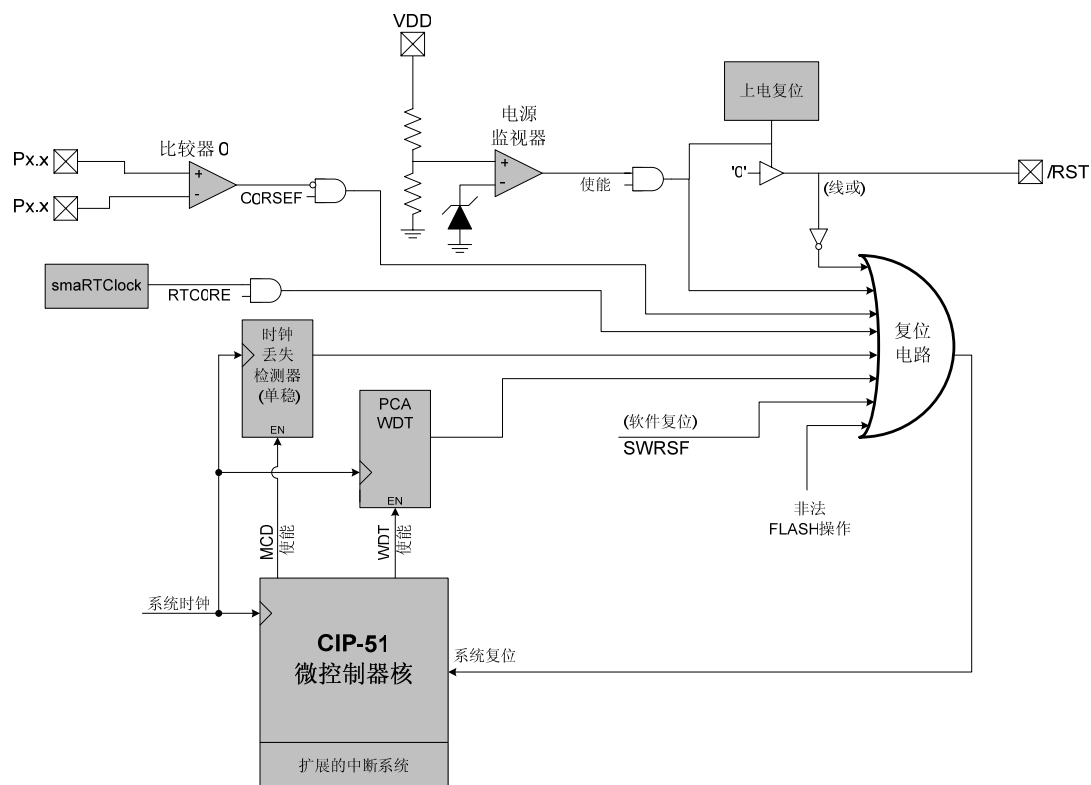 VDD
上电复位
电源
监视器
比较器 0
+
-
Px.x
Px.x
+
-
CORSEF
使能
'0'
(线或)
/RST
smaRTClock
RTC0RE
复位
电路
时钟
丢失
检测器
(单稳)
EN
PCA
WDT
EN
(软件复位)
SWRSF
非法
FLASH操作
MCD
使能
WDT
使能
系统时钟
CIP-51
微控制器核
系统复位
扩展的中断系统